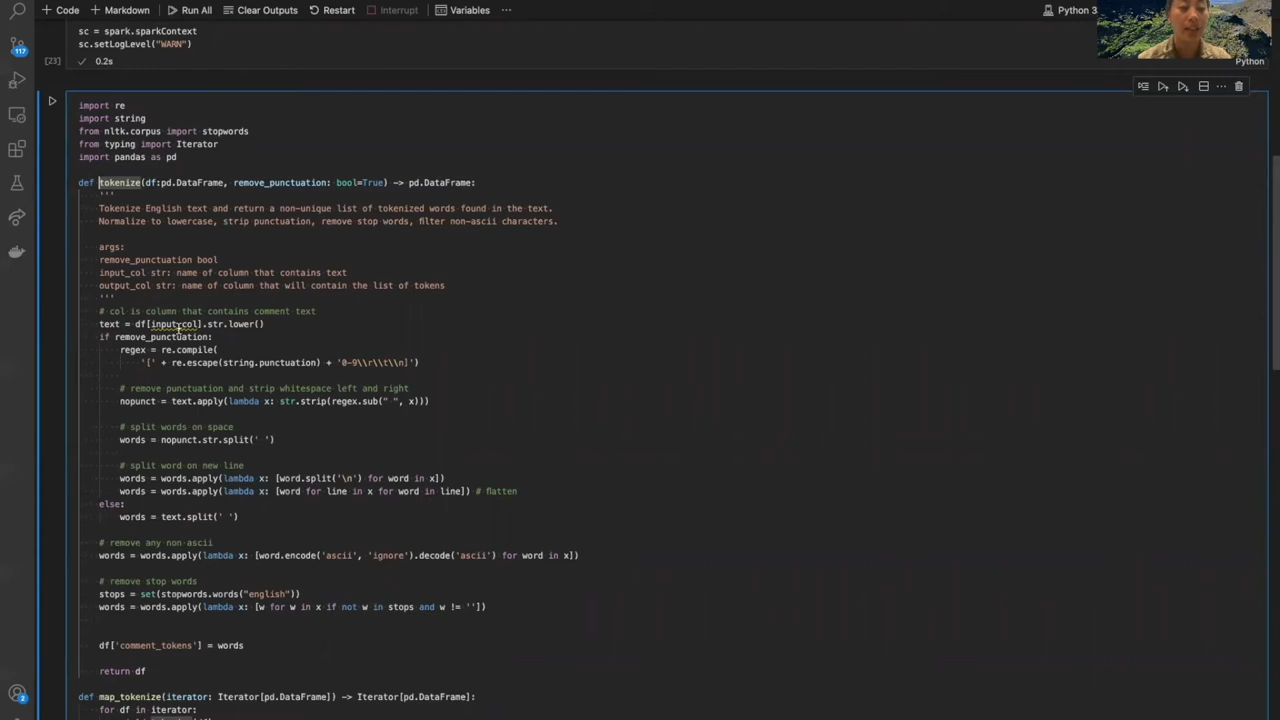 + Code + Markdown Run All Clear Outputs Restart Interrupt Variables ··· Python 3
sc = spark.sparkContext
sc.setLogLevel("WARN")
[23] ✓ 0.2s Python
117
import re
import string
from nltk.corpus import stopwords
from typing import Iterator
import pandas as pd
def tokenize(df:pd.DataFrame, remove_punctuation: bool=True) -> pd.DataFrame:
'''
Tokenize English text and return a non-unique list of tokenized words found in the text.
Normalize to lowercase, strip punctuation, remove stop words, filter non-ascii characters.
args:
remove_punctuation bool
input_col str: name of column that contains text
output_col str: name of column that will contain the list of tokens
'''
# col is column that contains comment text
text = df[input_col].str.lower()
if remove_punctuation:
regex = re.compile(
'[' + re.escape(string.punctuation) + '0-9\\r\\t\\n]')
# remove punctuation and strip whitespace left and right
nopunct = text.apply(lambda x: str.strip(regex.sub(" ", x)))
# split words on space
words = nopunct.str.split(' ')
# split word on new line
words = words.apply(lambda x: [word.split('\n') for word in x])
words = words.apply(lambda x: [word for line in x for word in line]) # flatten
else:
words = text.split(' ')
# remove any non ascii
words = words.apply(lambda x: [word.encode('ascii', 'ignore').decode('ascii') for word in x])
# remove stop words
stops = set(stopwords.words("english"))
words = words.apply(lambda x: [w for w in x if not w in stops and w != ''])
df['comment_tokens'] = words
return df
def map_tokenize(iterator: Iterator[pd.DataFrame]) -> Iterator[pd.DataFrame]:
for df in iterator:
2